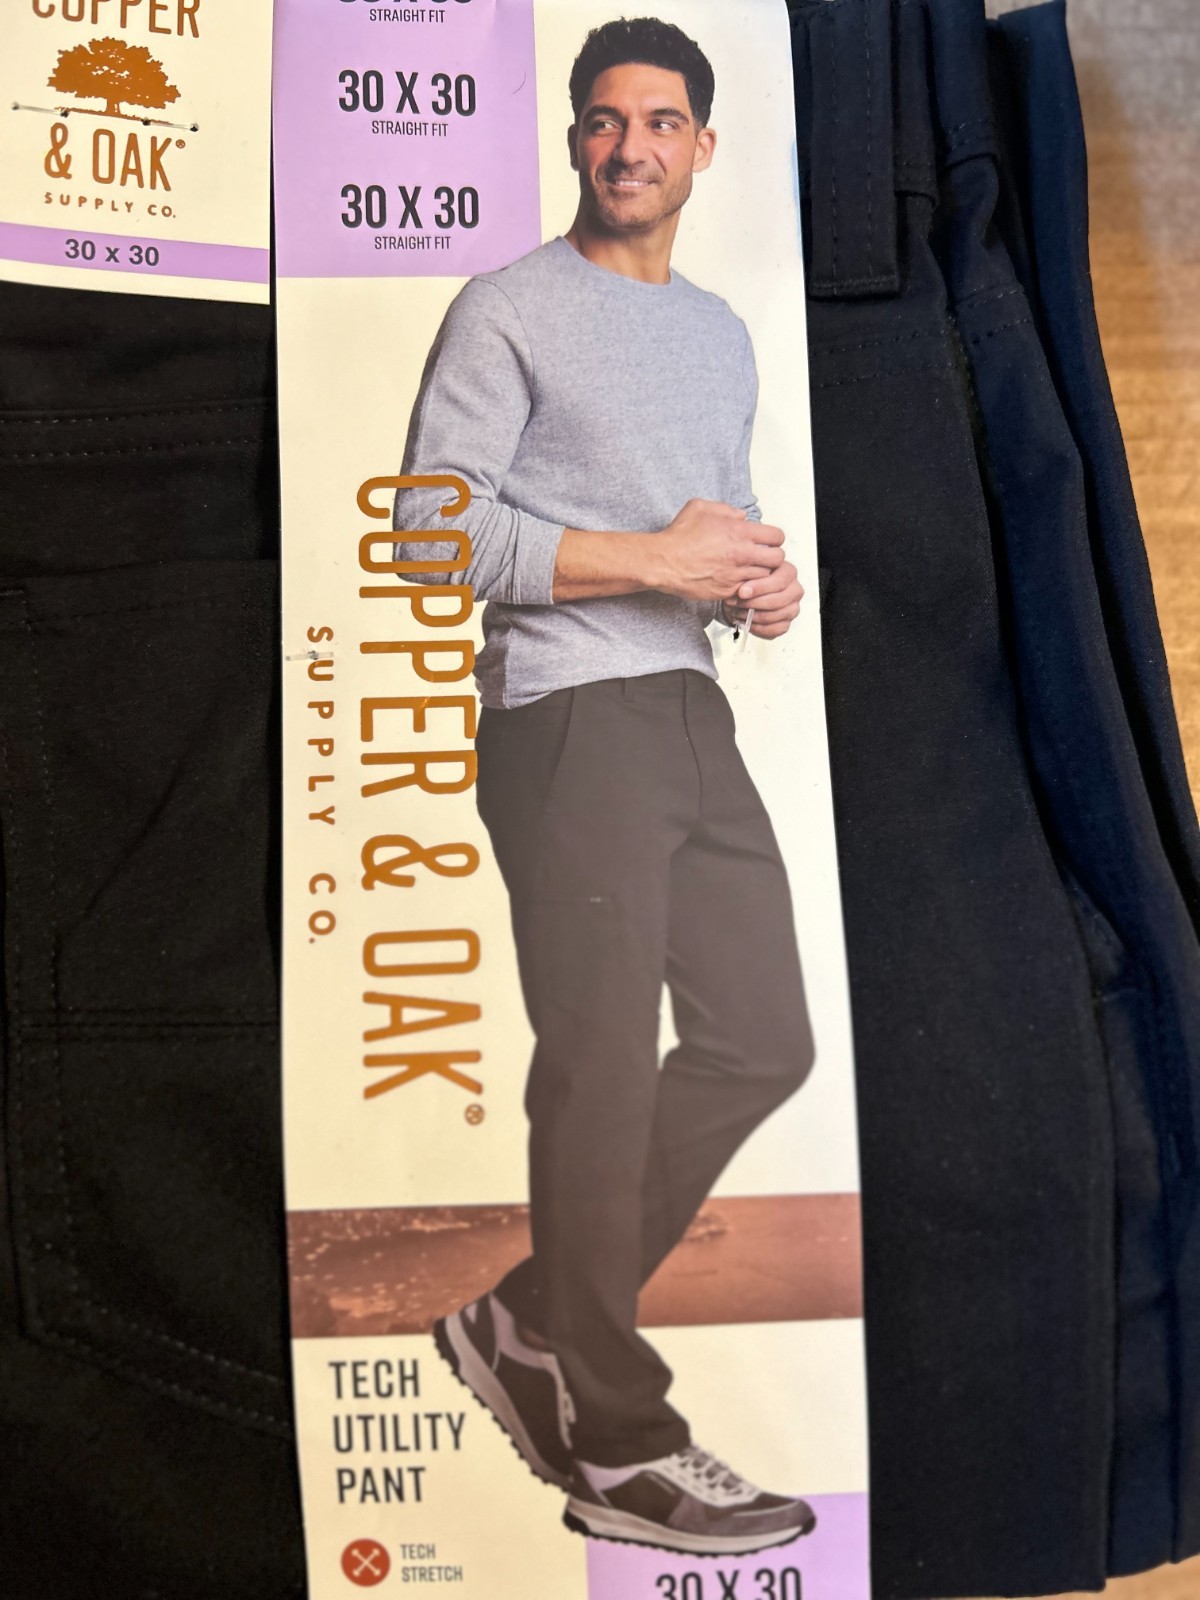 COPPER
& OAK®
SUPPLY CO.
30 x 30
STRAIGHT FIT
30 X 30
STRAIGHT FIT
30 X 30
STRAIGHT FIT
COPPER & OAK®
SUPPLY CO.
TECH
UTILITY
PANT
TECH
STRETCH
30 X 30